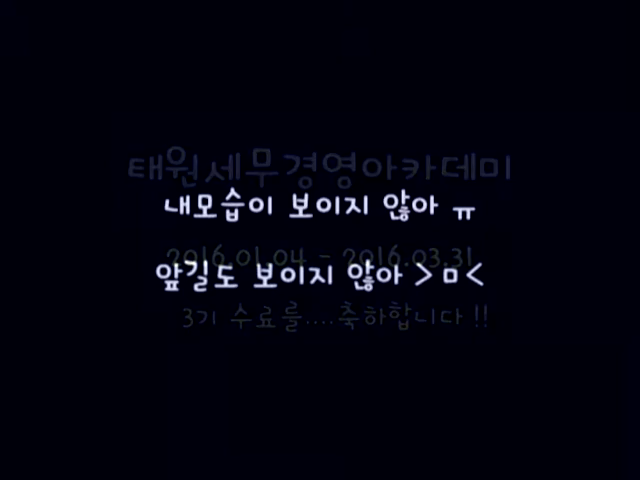 태원세무경영아카데미
내모습이 보이지 않아 ㅠ
2016.01.04 - 2016.03.31
앞길도 보이지 않아 >ㅁ<
3기 수료를....축하합니다 !!